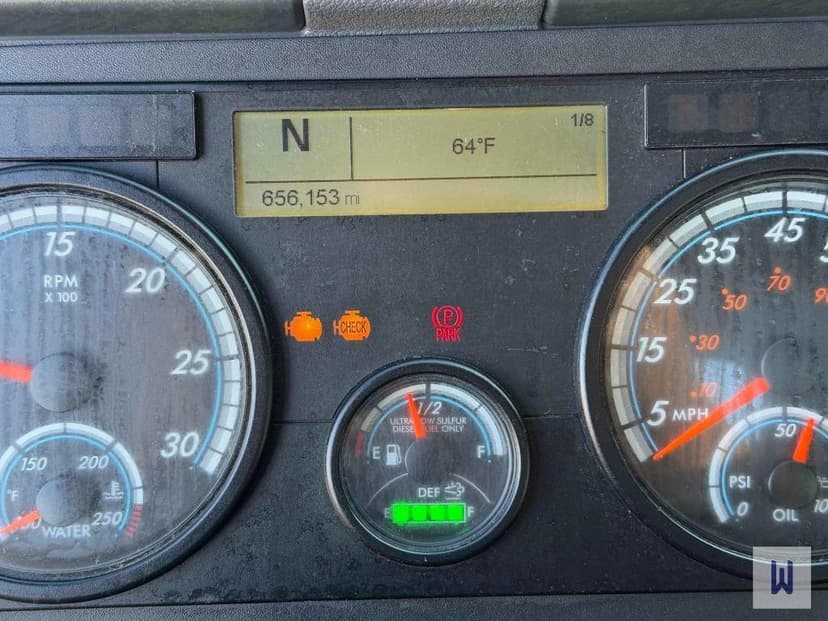 N
64°F
1/8
656,153 mi
15
RPM
X 100
20
25
30
150
200
°F
250
WATER
CHECK
P
PARK
1/2
ULTRA LOW SULFUR
DIESEL FUEL ONLY
E
F
DEF
E
F
45
35
25
15
5
MPH
70
50
30
10
50
PSI
0
OIL
W